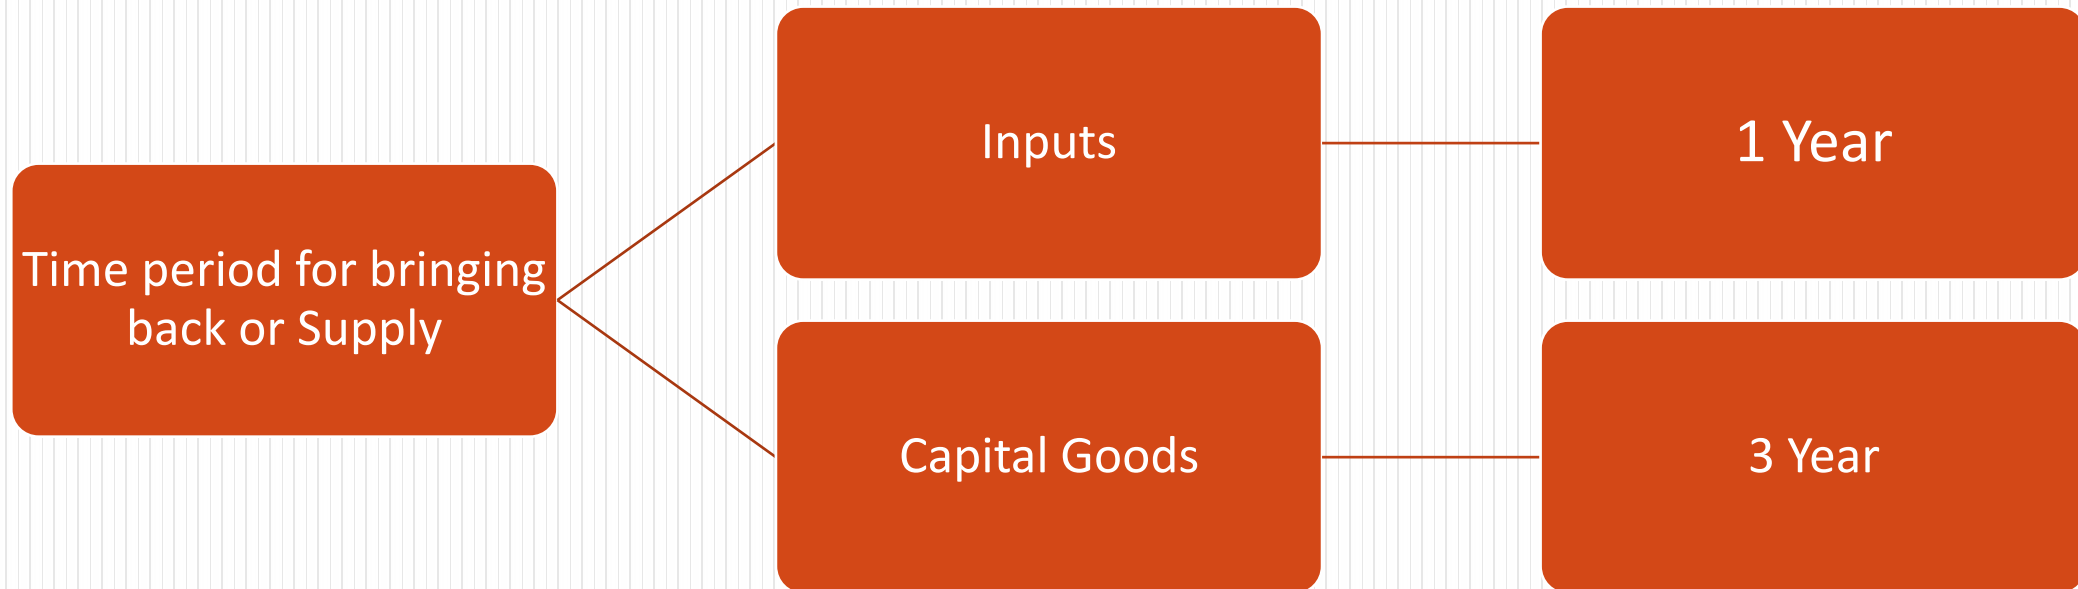 Time period for bringing
back or Supply
Inputs
1 Year
Capital Goods
3 Year